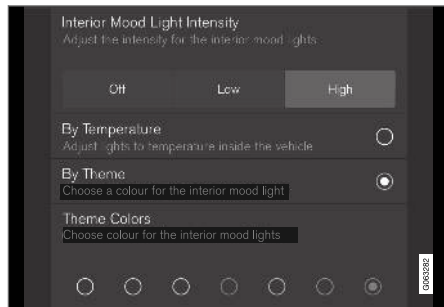 Interior Mood Light Intensity
Adjust the intensity for the interior mood lights
Off Low High
By Temperature
Adjust lights to temperature inside the vehicle
By Theme
Choose a colour for the interior mood light
Theme Colors
Choose colour for the interior mood lights
G063282